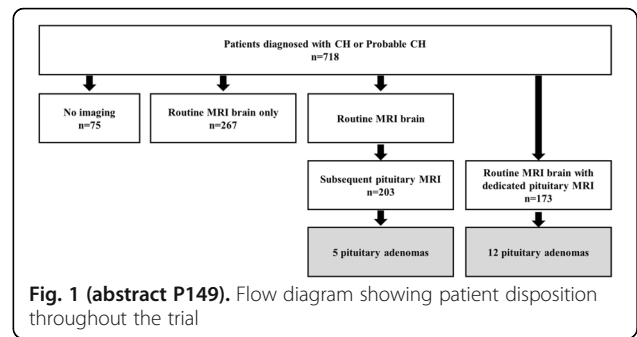 Patients diagnosed with CH or Probable CH
n=718
No imaging
n=75
Routine MRI brain only
n=267
Routine MRI brain
Subsequent pituitary MRI
n=203
Routine MRI brain with
dedicated pituitary MRI
n=173
5 pituitary adenomas
12 pituitary adenomas
Fig. 1 (abstract P149). Flow diagram showing patient disposition
throughout the trial